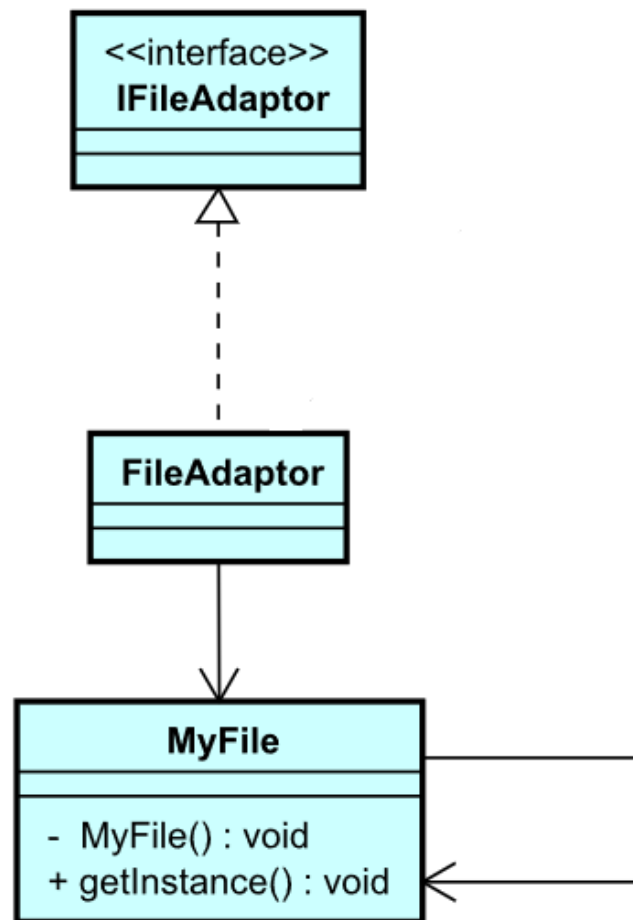 <<interface>>
IFileAdaptor
FileAdaptor
MyFile
- MyFile() : void
+ getInstance() : void